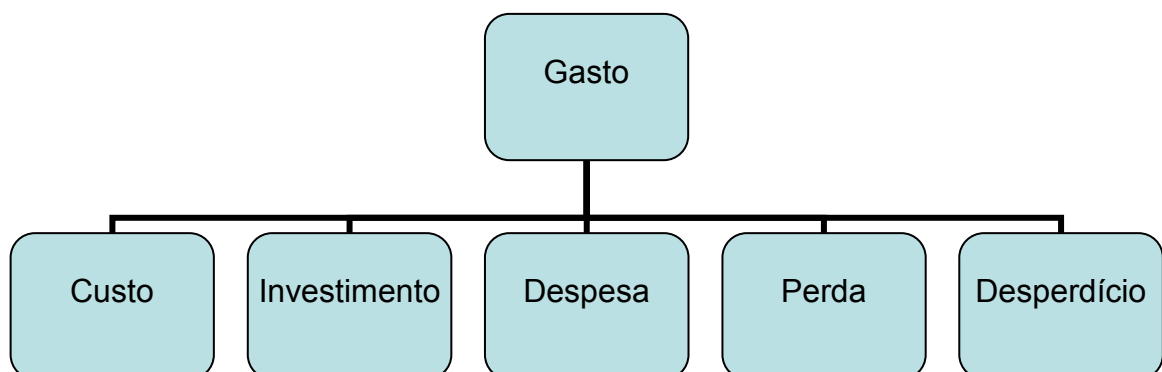 Gasto
Custo
Investimento
Despesa
Perda
Desperdício